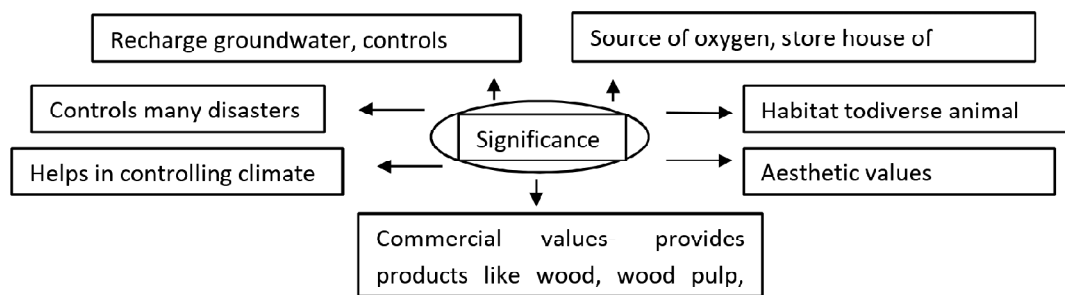 Recharge groundwater, controls
Source of oxygen, store house of
Controls many disasters
Habitat todiverse animal
Significance
Helps in controlling climate
Aesthetic values
Commercial values provides
products like wood, wood pulp,